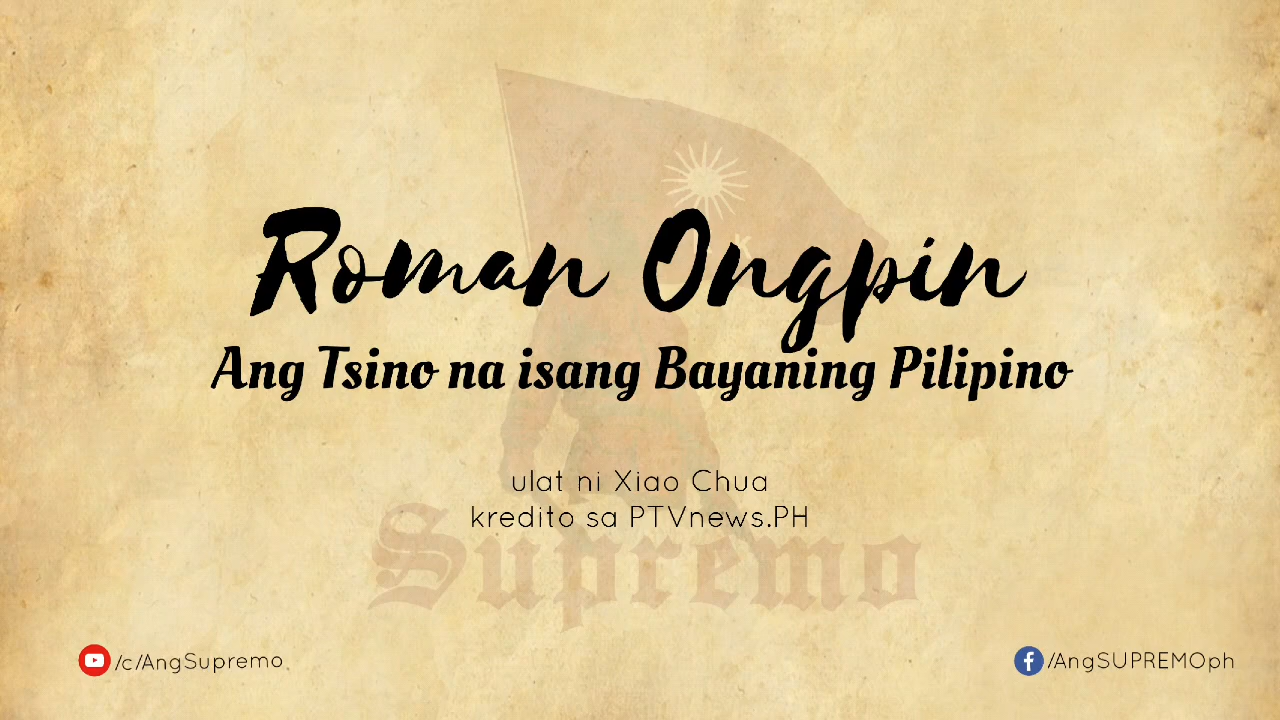 Roman Ongpin
Ang Tsino na isang Bayaning Pilipino
ulat ni Xiao Chua
kredito sa PTVnews.PH
Supremo
/c/AngSupremo
/AngSUPREMOph